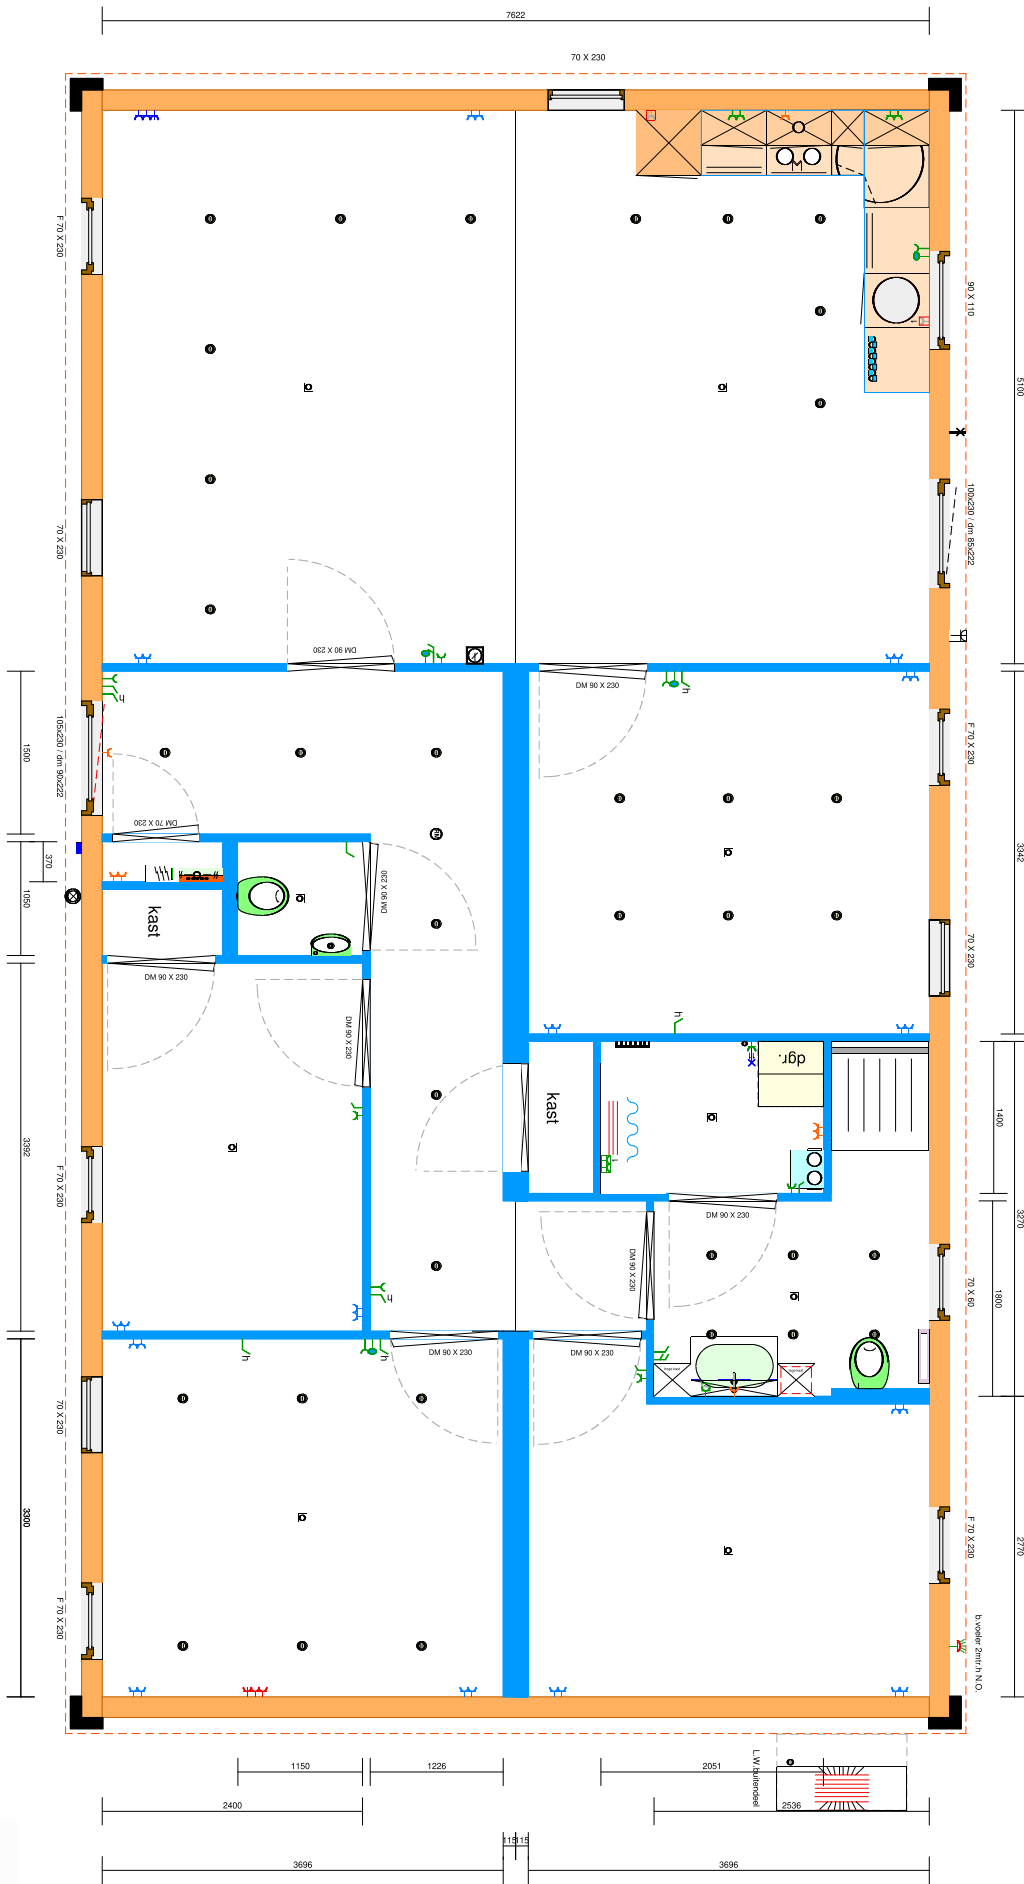 7622
70 X 230
F 70 X 230
90 X 110
5100
100x230 / dm 85x222
70 X 230
DM 90 X 230
DM 90 X 230
h
h
F 70 X 230
105x230 / dm 90x222
1500
DM 70 X 230
3342
370
1050
DM 90 X 230
kast
70 X 230
DM 90 X 230
DM 90 X 230
h
kast
dgr.
1400
3392
F 70 X 230
DM 90 X 230
DM 90 X 230
3270
1800
70 X 60
h
DM 90 X 230
DM 90 X 230
h
h
70 X 230
3300
F 70 X 230
2770
F 70 X 230
b.voeler 2mtr.h N.O.
L.W.buitendeel
1150
1226
2051
2400
2536
115
115
3696
3696